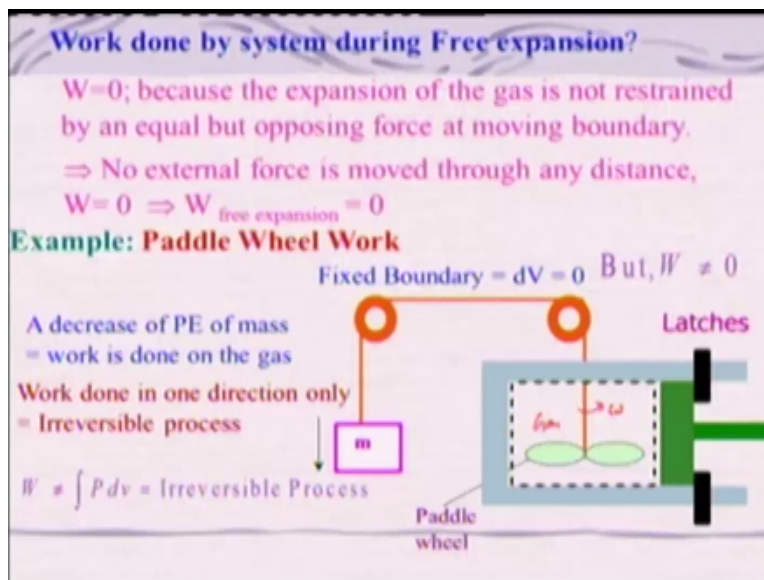 Work done by system during Free expansion?
W=0; because the expansion of the gas is not restrained
by an equal but opposing force at moving boundary.
⇒ No external force is moved through any distance,
W= 0 ⇒ W free expansion = 0
Example: Paddle Wheel Work
Fixed Boundary = dV = 0 But, W ≠ 0
A decrease of PE of mass
= work is done on the gas
Latches
Work done in one direction only
= Irreversible process
Gas
ω
m
W ≠ ∫ Pdv = Irreversible Process
Paddle
wheel